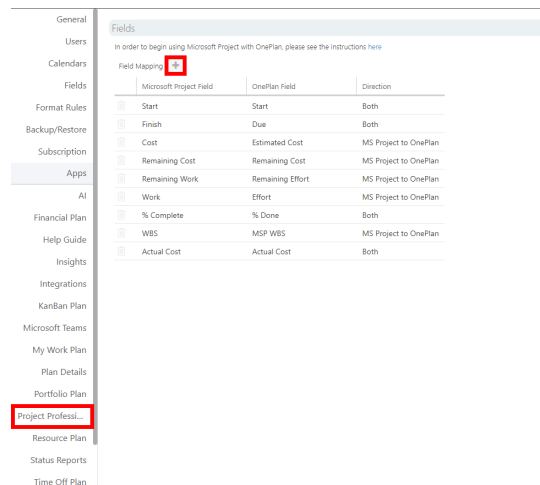 General
Users
Calendars
Fields
Format Rules
Backup/Restore
Subscription
Apps
AI
Financial Plan
Help Guide
Insights
Integrations
KanBan Plan
Microsoft Teams
My Work Plan
Plan Details
Portfolio Plan
Project Professi...
Resource Plan
Status Reports
Time Off Plan
Fields
In order to begin using Microsoft Project with OnePlan, please see the instructions here
Field Mapping +
Microsoft Project Field OnePlan Field Direction
Start Start Both
Finish Due Both
Cost Estimated Cost MS Project to OnePlan
Remaining Cost Remaining Cost MS Project to OnePlan
Remaining Work Remaining Effort MS Project to OnePlan
Work Effort MS Project to OnePlan
% Complete % Done Both
WBS MSP WBS MS Project to OnePlan
Actual Cost Actual Cost Both